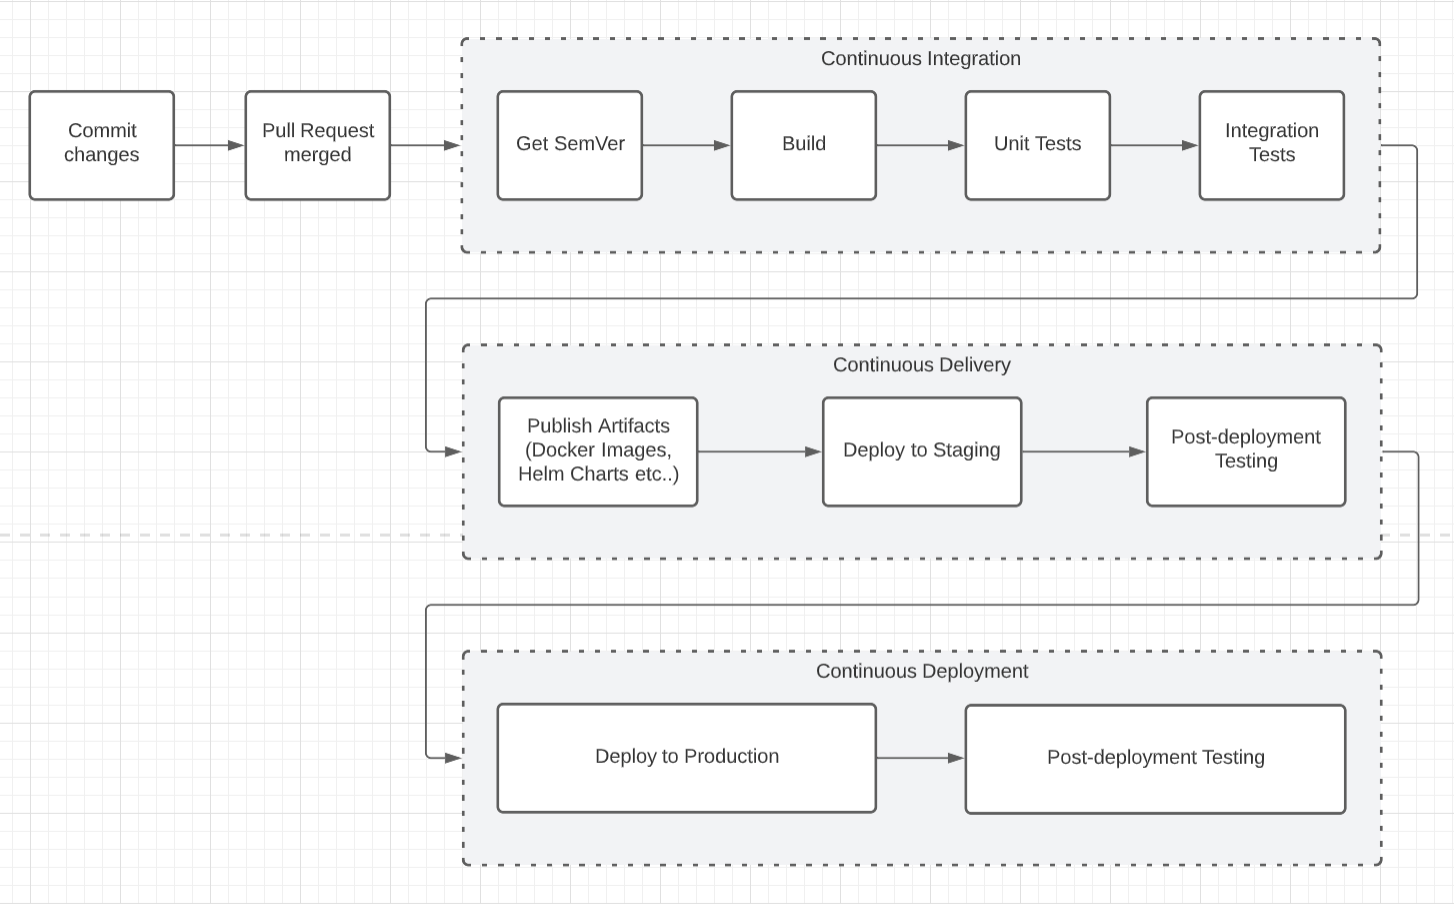 Continuous Integration
Commit
changes
Pull Request
merged
Get SemVer
Build
Unit Tests
Integration
Tests
Continuous Delivery
Publish Artifacts
(Docker Images,
Helm Charts etc..)
Deploy to Staging
Post-deployment
Testing
Continuous Deployment
Deploy to Production
Post-deployment Testing